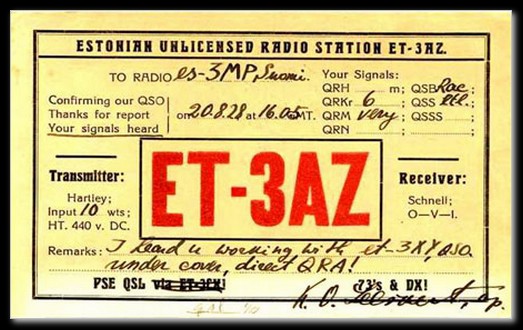 ESTONIAN UNLICENSED RADIO STATION ET-3AZ.
TO RADIO es-3MP, Suomi.
Your Signals:
QRH m; QSB Rac
QRKr 6 QSS
QRM very; QSSS ;
QRN ;
Confirming our QSO
Thanks for report
Your signals heard
on 20.8.28 at 16.05 GMT.
Transmitter:
Hartley;
Input 10 wts;
HT. 440 v. DC.
ET-3AZ
Receiver:
Schnell;
O—V—I.
Remarks: I heard u working with et-3XX, QSO.
under cover, direct QRA!
PSE QSL via
73's & DX!
K. O.